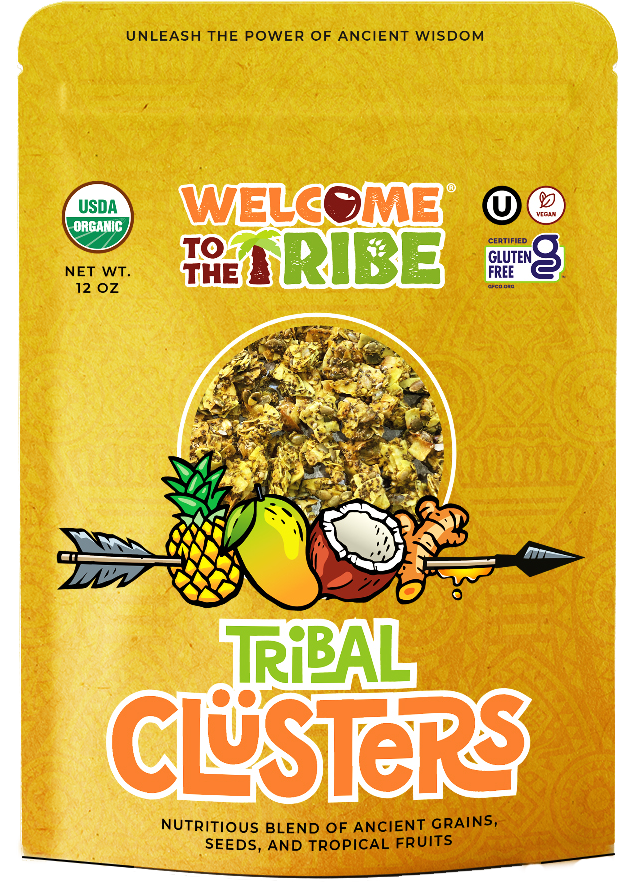 UNLEASH THE POWER OF ANCIENT WISDOM
USDA
ORGANIC
NET WT.
12 OZ
WELCOME®
TO THE TRIBE
U
VEGAN
CERTIFIED
GLUTEN
FREE
g
GFCO.ORG
TRiBAL
CLÜSTeRS
NUTRITIOUS BLEND OF ANCIENT GRAINS,
SEEDS, AND TROPICAL FRUITS